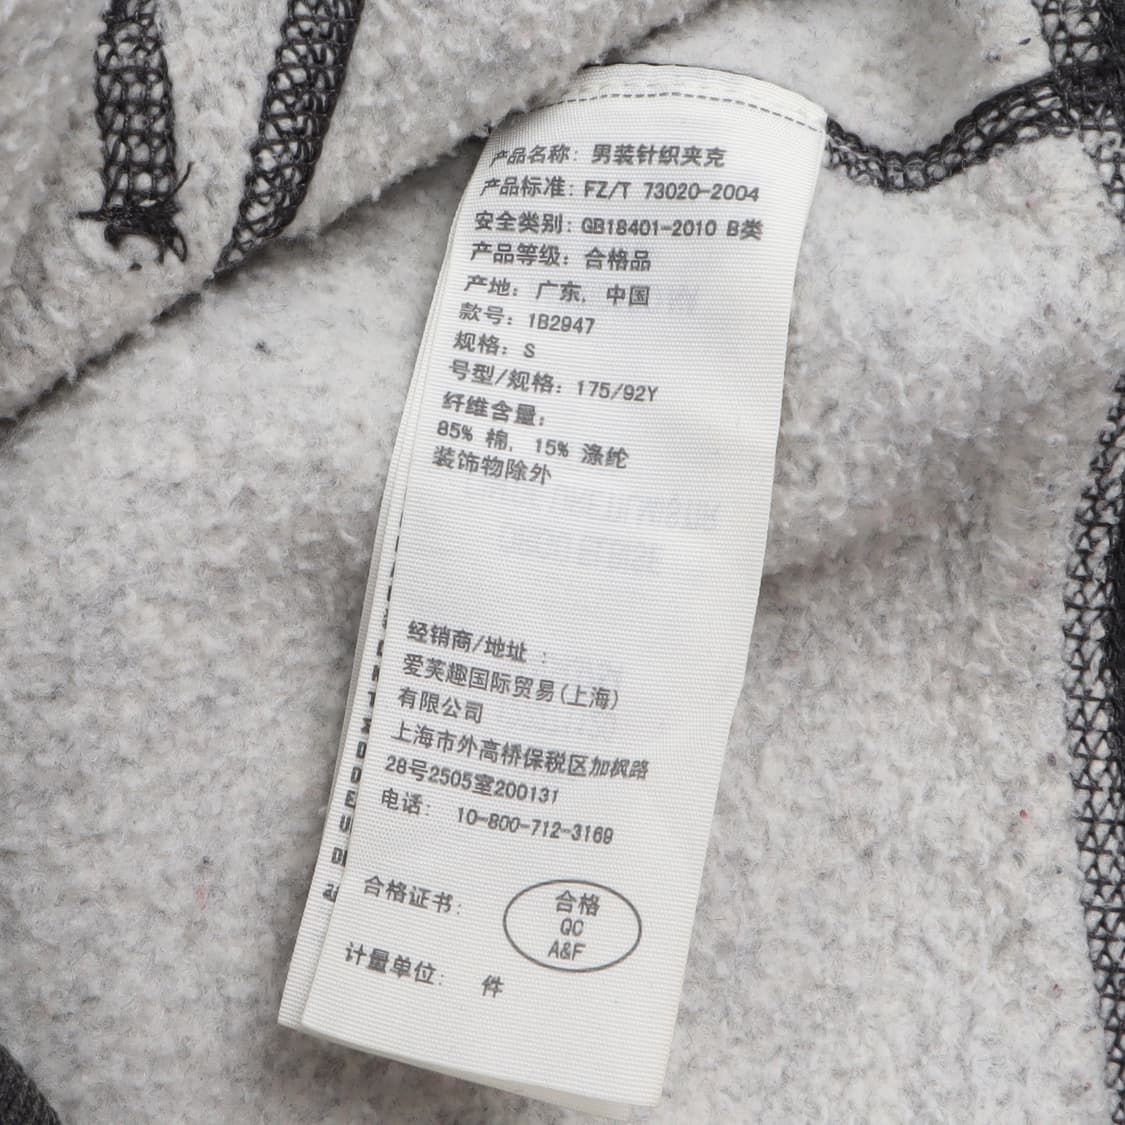 产品名称: 男装针织夹克
产品标准: FZ/T 73020-2004
安全类别: GB18401-2010 B类
产品等级: 合格品
产地: 广东, 中国
款号: 1B2947
规格: S
号型/规格: 175/92Y
纤维含量:
85% 棉, 15% 涤纶
装饰物除外
经销商/地址 :
爱芙趣国际贸易(上海)
有限公司
上海市外高桥保税区加枫路
28号2505室200131
电话: 10-800-712-3169
合格证书:
合格
QC
A&F
计量单位: 件